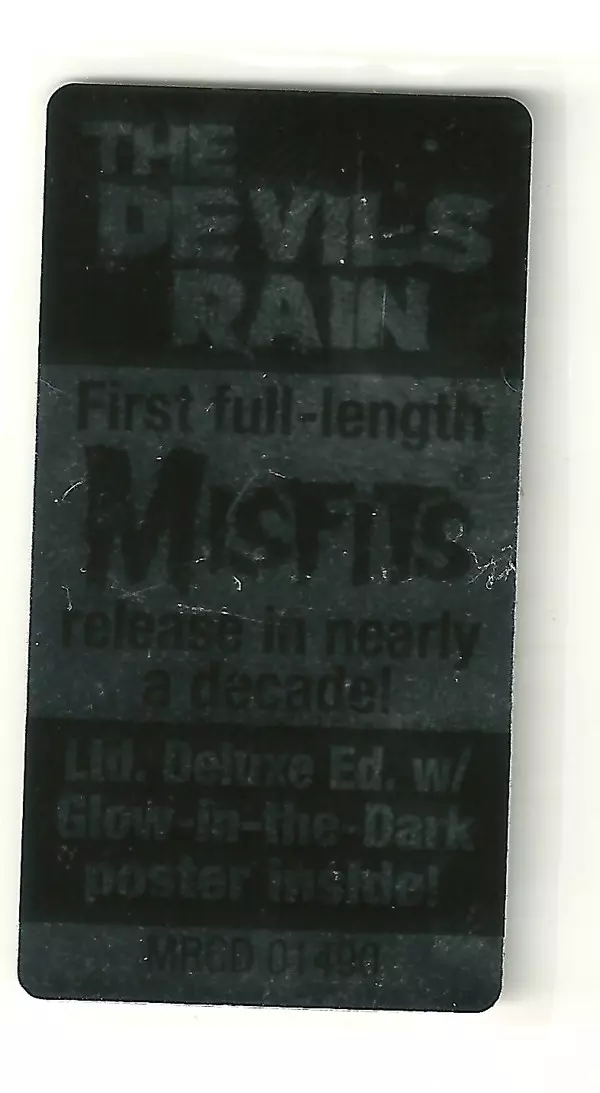 THE
DEVIL'S
RAIN
First full-length
MISFITS®
release in nearly
a decade!
Ltd. Deluxe Ed. w/
Glow-in-the-Dark
poster inside!
MRCD 01490